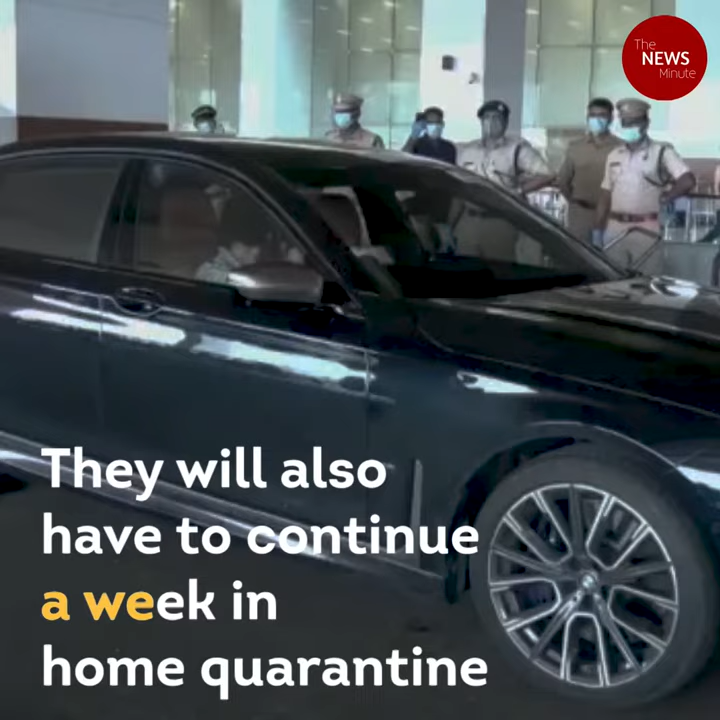 The
NEWS
Minute
They will also
have to continue
a week in
home quarantine